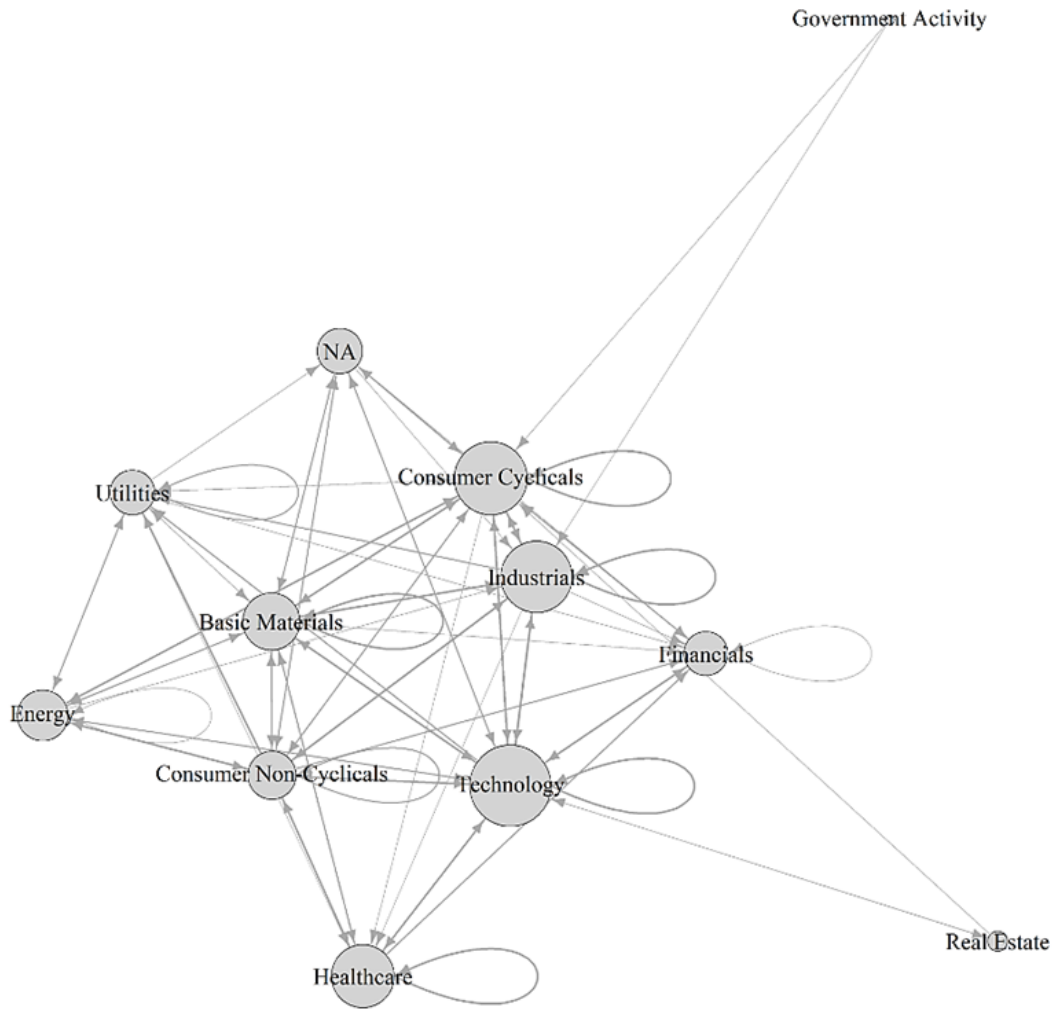 Government Activity
NA
Consumer Cyclicals
Utilities
Industrials
Basic Materials
Financials
Energy
Consumer Non-Cyclicals
Technology
Real Estate
Healthcare